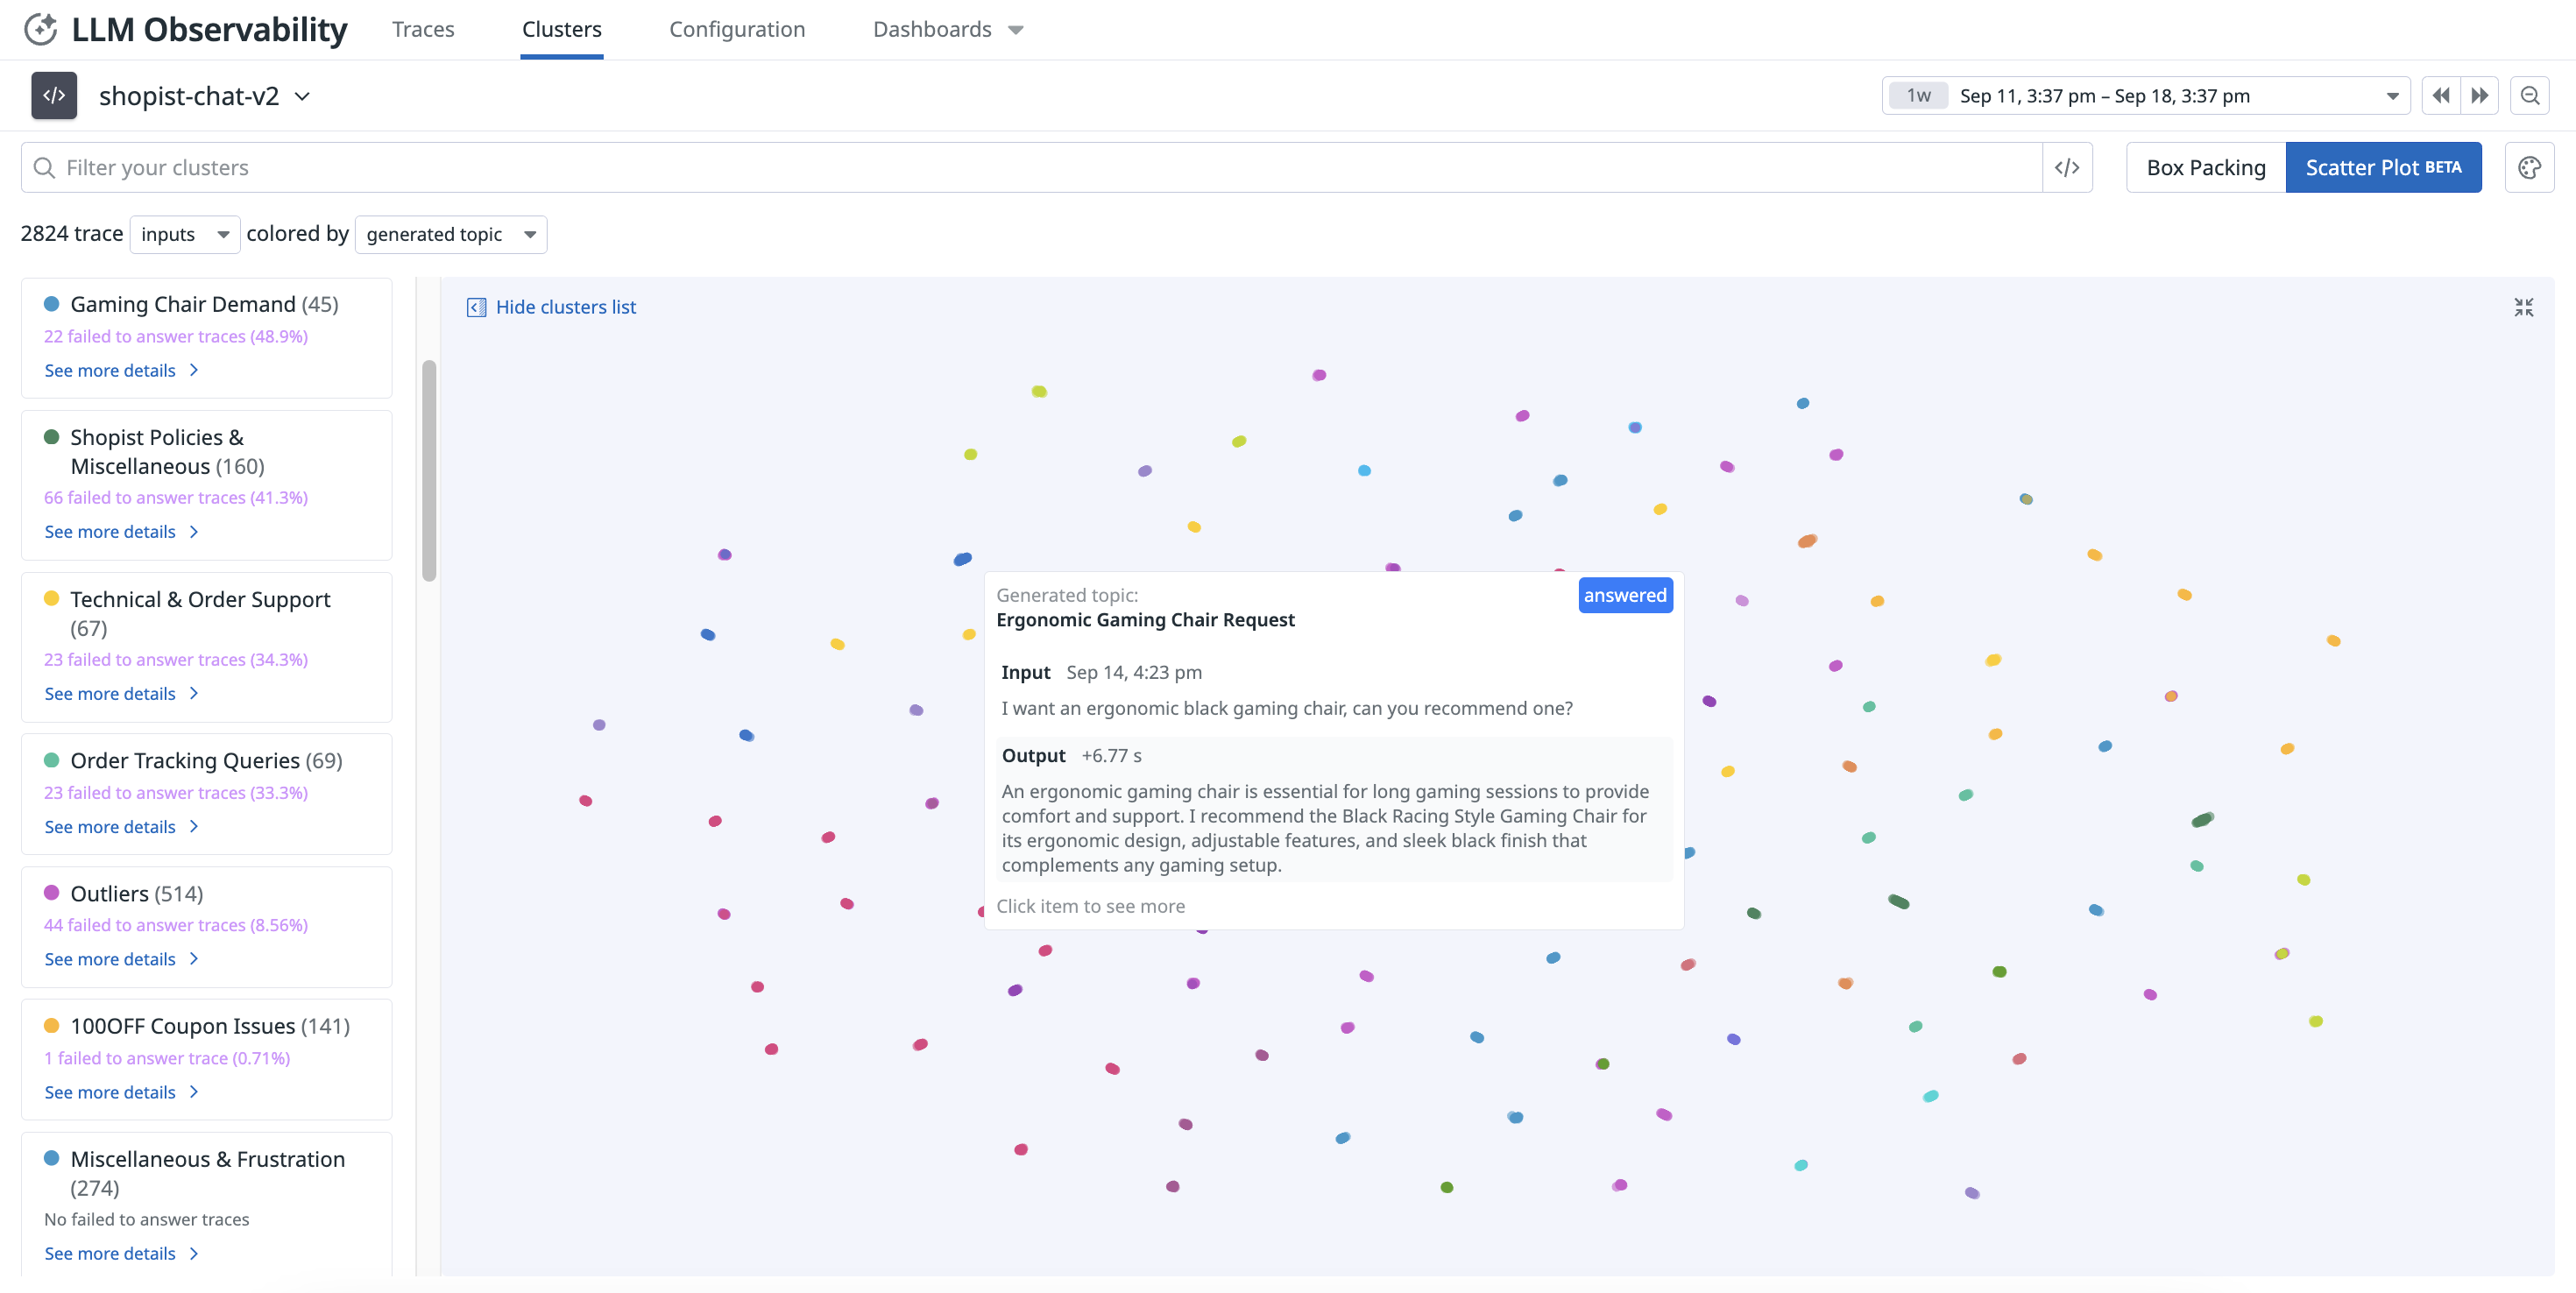 LLM Observability Traces Clusters Configuration Dashboards
</> shopist-chat-v2 1w Sep 11, 3:37 pm – Sep 18, 3:37 pm
Filter your clusters </> Box Packing Scatter Plot BETA
2824 trace inputs colored by generated topic
Gaming Chair Demand (45)
22 failed to answer traces (48.9%)
See more details
Shopist Policies &
Miscellaneous (160)
66 failed to answer traces (41.3%)
See more details
Technical & Order Support
(67)
23 failed to answer traces (34.3%)
See more details
Order Tracking Queries (69)
23 failed to answer traces (33.3%)
See more details
Outliers (514)
44 failed to answer traces (8.56%)
See more details
100OFF Coupon Issues (141)
1 failed to answer trace (0.71%)
See more details
Miscellaneous & Frustration
(274)
No failed to answer traces
See more details
Hide clusters list
Generated topic: answered
Ergonomic Gaming Chair Request
Input Sep 14, 4:23 pm
I want an ergonomic black gaming chair, can you recommend one?
Output +6.77 s
An ergonomic gaming chair is essential for long gaming sessions to provide
comfort and support. I recommend the Black Racing Style Gaming Chair for
its ergonomic design, adjustable features, and sleek black finish that
complements any gaming setup.
Click item to see more